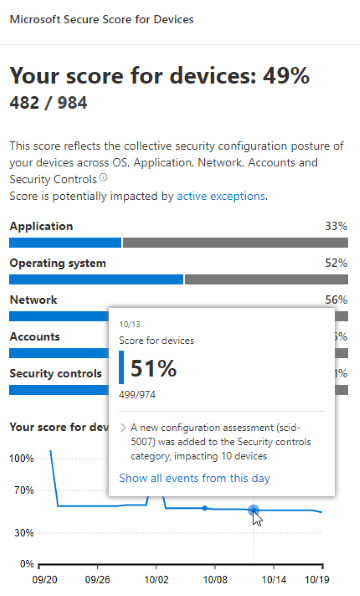 Microsoft Secure Score for Devices
Your score for devices: 49%
482 / 984
This score reflects the collective security configuration posture of
your devices across OS, Application, Network, Accounts and
Security Controls
Score is potentially impacted by active exceptions.
Application 33%
Operating system 52%
Network 56%
10/13
Accounts
Score for devices
51%
Security controls
499/974
Your score for dev
A new configuration assessment (scid-
5007) was added to the Security controls
category, impacting 10 devices
Show all events from this day
100%
70%
30%
0%
09/20 09/26 10/02 10/08 10/14 10/19